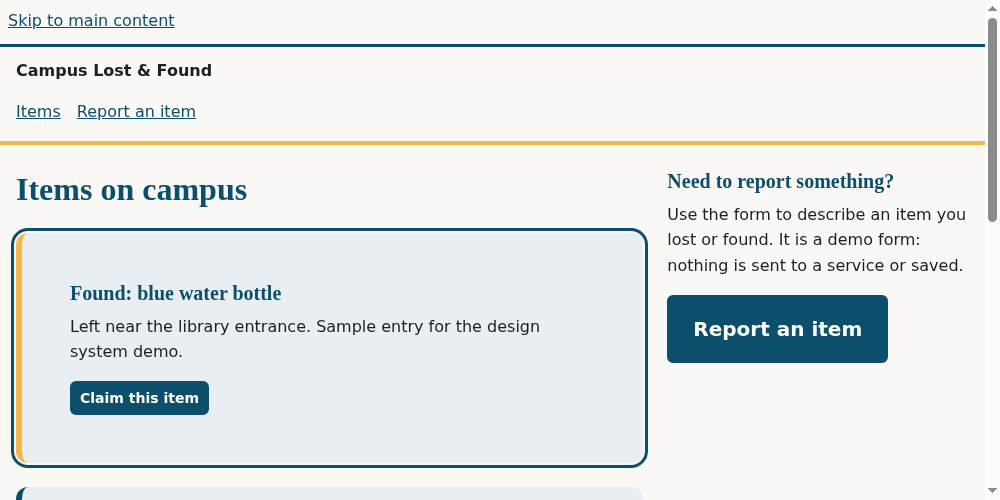 Skip to main content
Campus Lost & Found
Items Report an item
Items on campus
Found: blue water bottle
Left near the library entrance. Sample entry for the design
system demo.
Claim this item
Need to report something?
Use the form to describe an item you
lost or found. It is a demo form:
nothing is sent to a service or saved.
Report an item